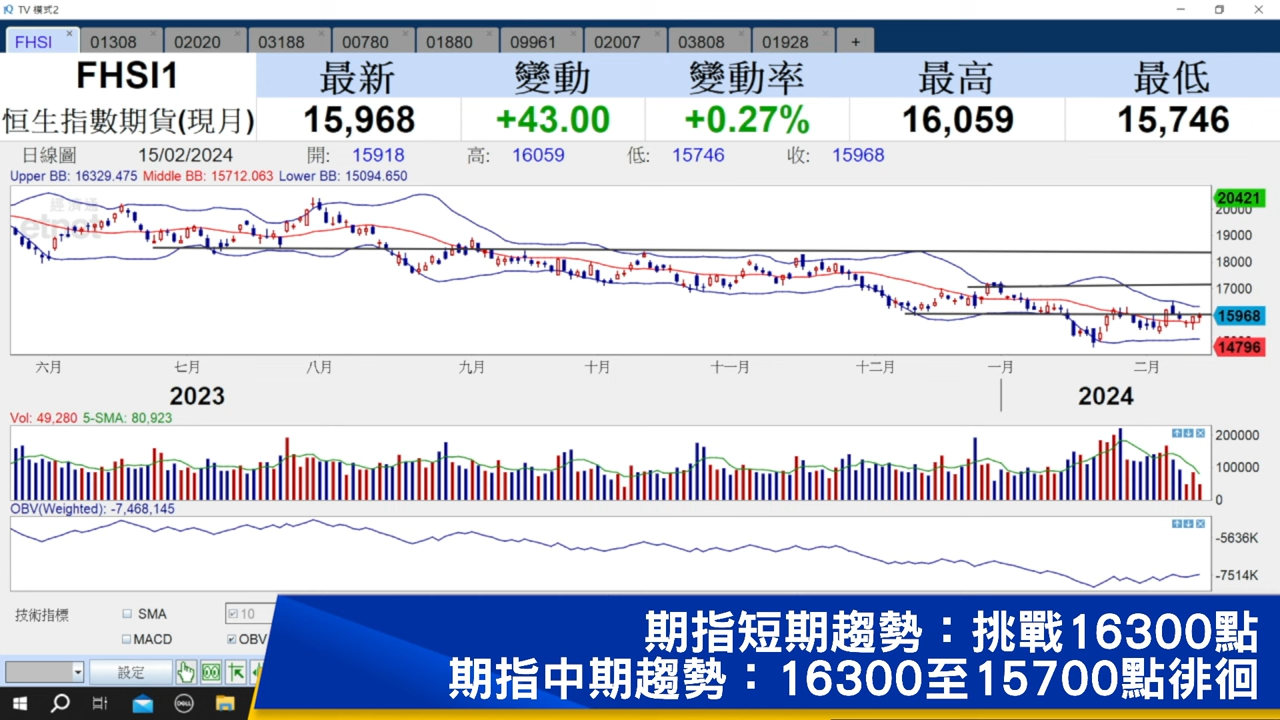 TV 模式2
FHSI 01308 02020 03188 00780 01880 09961 02007 03808 01928 +
FHSI1 最新 變動 變動率 最高 最低
恒生指數期貨(現月) 15,968 +43.00 +0.27% 16,059 15,746
日線圖 15/02/2024 開: 15918 高: 16059 低: 15746 收: 15968
Upper BB: 16329.475 Middle BB: 15712.063 Lower BB: 15094.650
經濟通
etnet
20421
20000
19000
18000
17000
15968
14796
六月 七月 八月 九月 十月 十一月 十二月 一月 二月
2023 2024
Vol: 49,280 5-SMA: 80,923
200000
100000
0
OBV(Weighted): -7,468,145
-5636K
-7514K
技術指標 SMA 10
MACD OBV
設定
期指短期趨勢：挑戰16300點
期指中期趨勢：16300至15700點徘徊
DELL